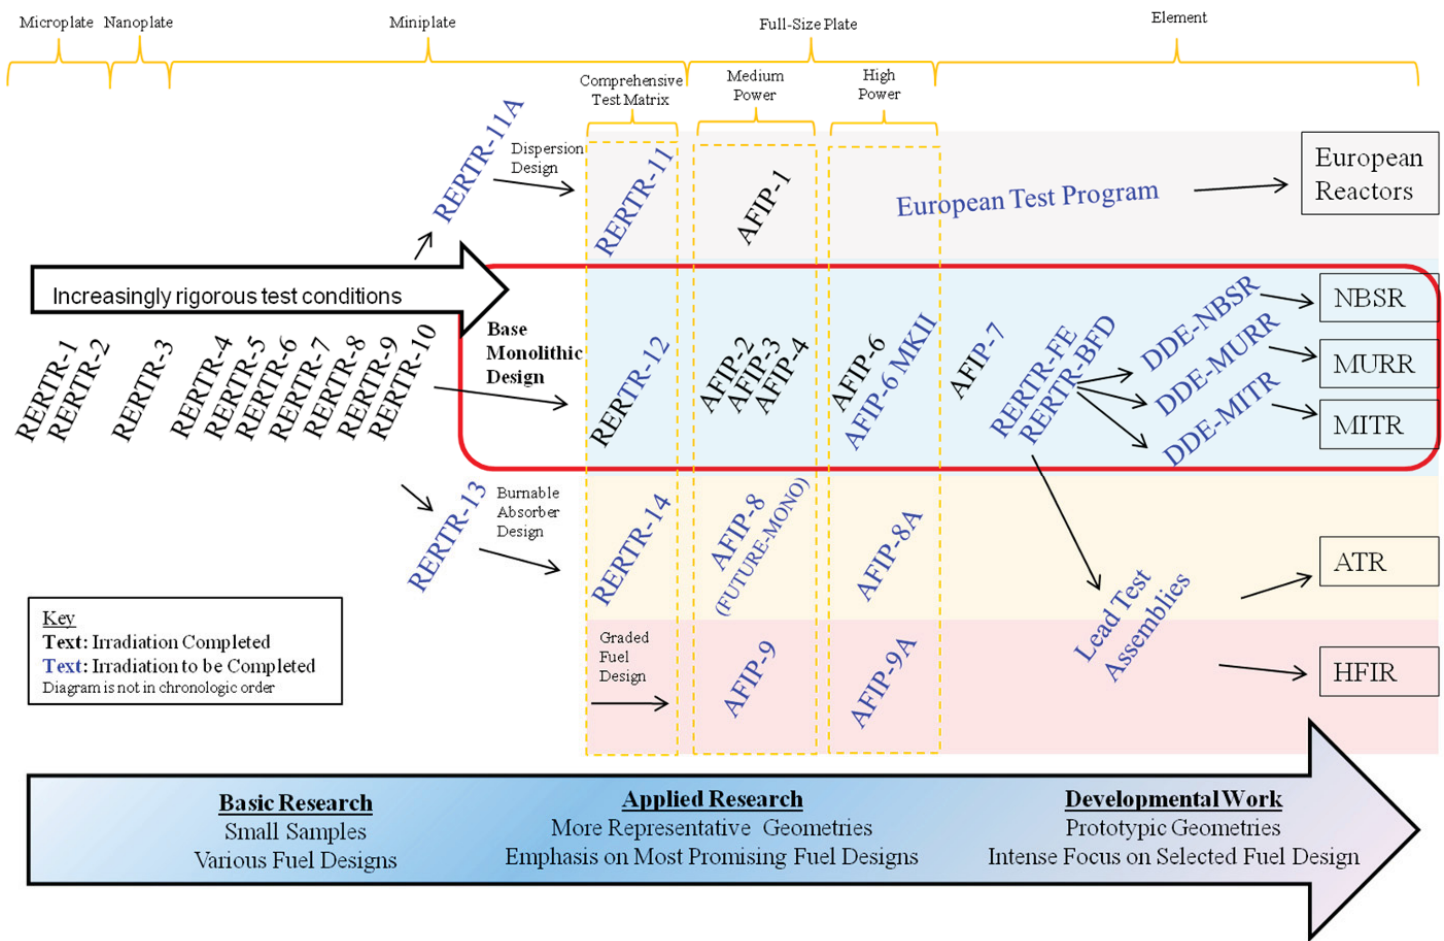 Microplate
Nanoplate
Miniplate
Full-Size Plate
Element
Comprehensive
Test Matrix
Medium
Power
High
Power
RERTR-11A
Dispersion
Design
RERTR-11
AFIP-1
European Test Program
European
Reactors
Increasingly rigorous test conditions
RERTR-1
RERTR-2
RERTR-3
RERTR-4
RERTR-5
RERTR-6
RERTR-7
RERTR-8
RERTR-9
RERTR-10
Base
Monolithic
Design
RERTR-12
AFIP-2
AFIP-3
AFIP-4
AFIP-6
AFIP-6 MKII
AFIP-7
RERTR-FE
RERTR-BFD
DDE-NBSR
DDE-MURR
DDE-MITR
NBSR
MURR
MITR
RERTR-13
Burnable
Absorber
Design
RERTR-14
AFIP-8
(FUTURE-MONO)
AFIP-8A
Lead Test
Assemblies
ATR
Graded
Fuel
Design
AFIP-9
AFIP-9A
HFIR
Key
Text: Irradiation Completed
Text: Irradiation to be Completed
Diagram is not in chronologic order
Basic Research
Small Samples
Various Fuel Designs
Applied Research
More Representative Geometries
Emphasis on Most Promising Fuel Designs
Developmental Work
Prototypic Geometries
Intense Focus on Selected Fuel Design